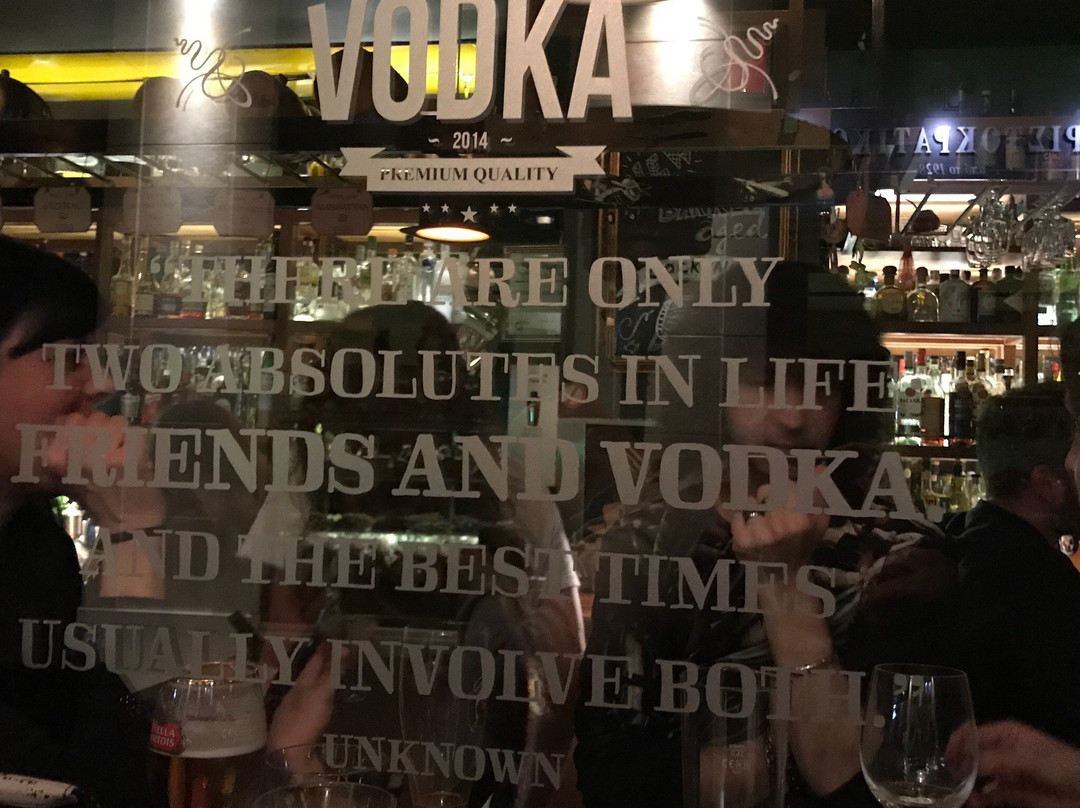 VODKA
~ 2014 ~
PREMIUM QUALITY
Aged
“THERE ARE ONLY
TWO ABSOLUTES IN LIFE
FRIENDS AND VODKA.
AND THE BEST TIMES
USUALLY INVOLVE BOTH.”
UNKNOWN